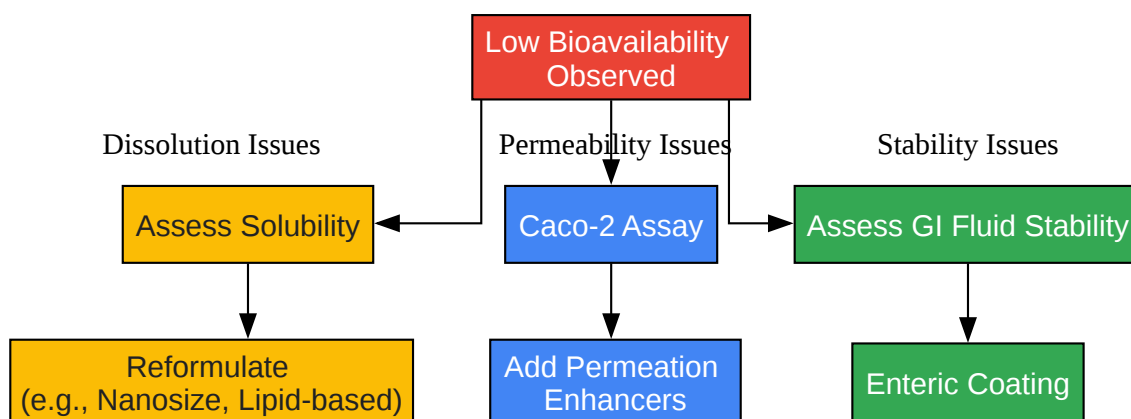 Low Bioavailability
Observed
Dissolution Issues
Permeability Issues
Stability Issues
Assess Solubility
Caco-2 Assay
Assess GI Fluid Stability
Reformulate
(e.g., Nanosize, Lipid-based)
Add Permeation
Enhancers
Enteric Coating